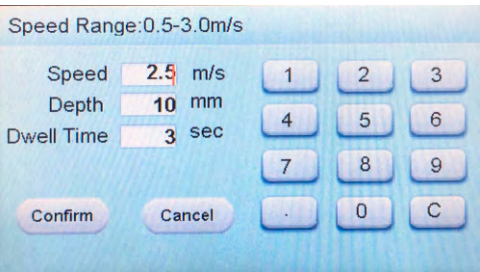 Speed Range:0.5-3.0m/s
Speed 2.5 m/s
Depth 10 mm
Dwell Time 3 sec
1 2 3
4 5 6
7 8 9
. 0 C
Confirm Cancel